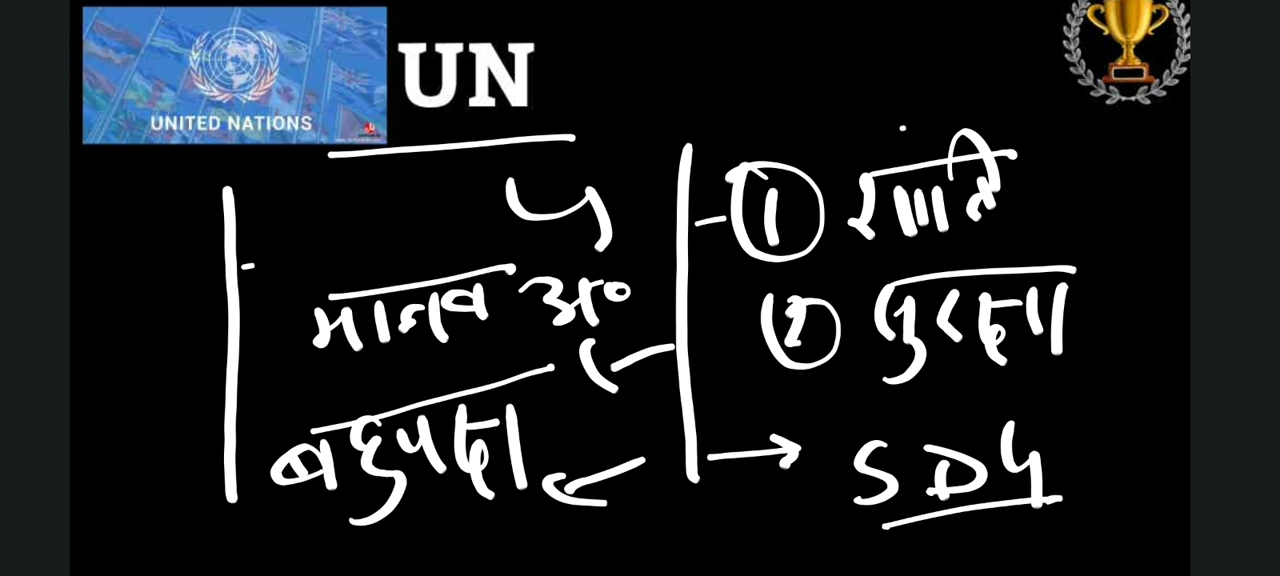 UN
UNITED NATIONS
① शान्ति
मानव अ०
② सुरक्षा
बहुपक्षा
→ SDG